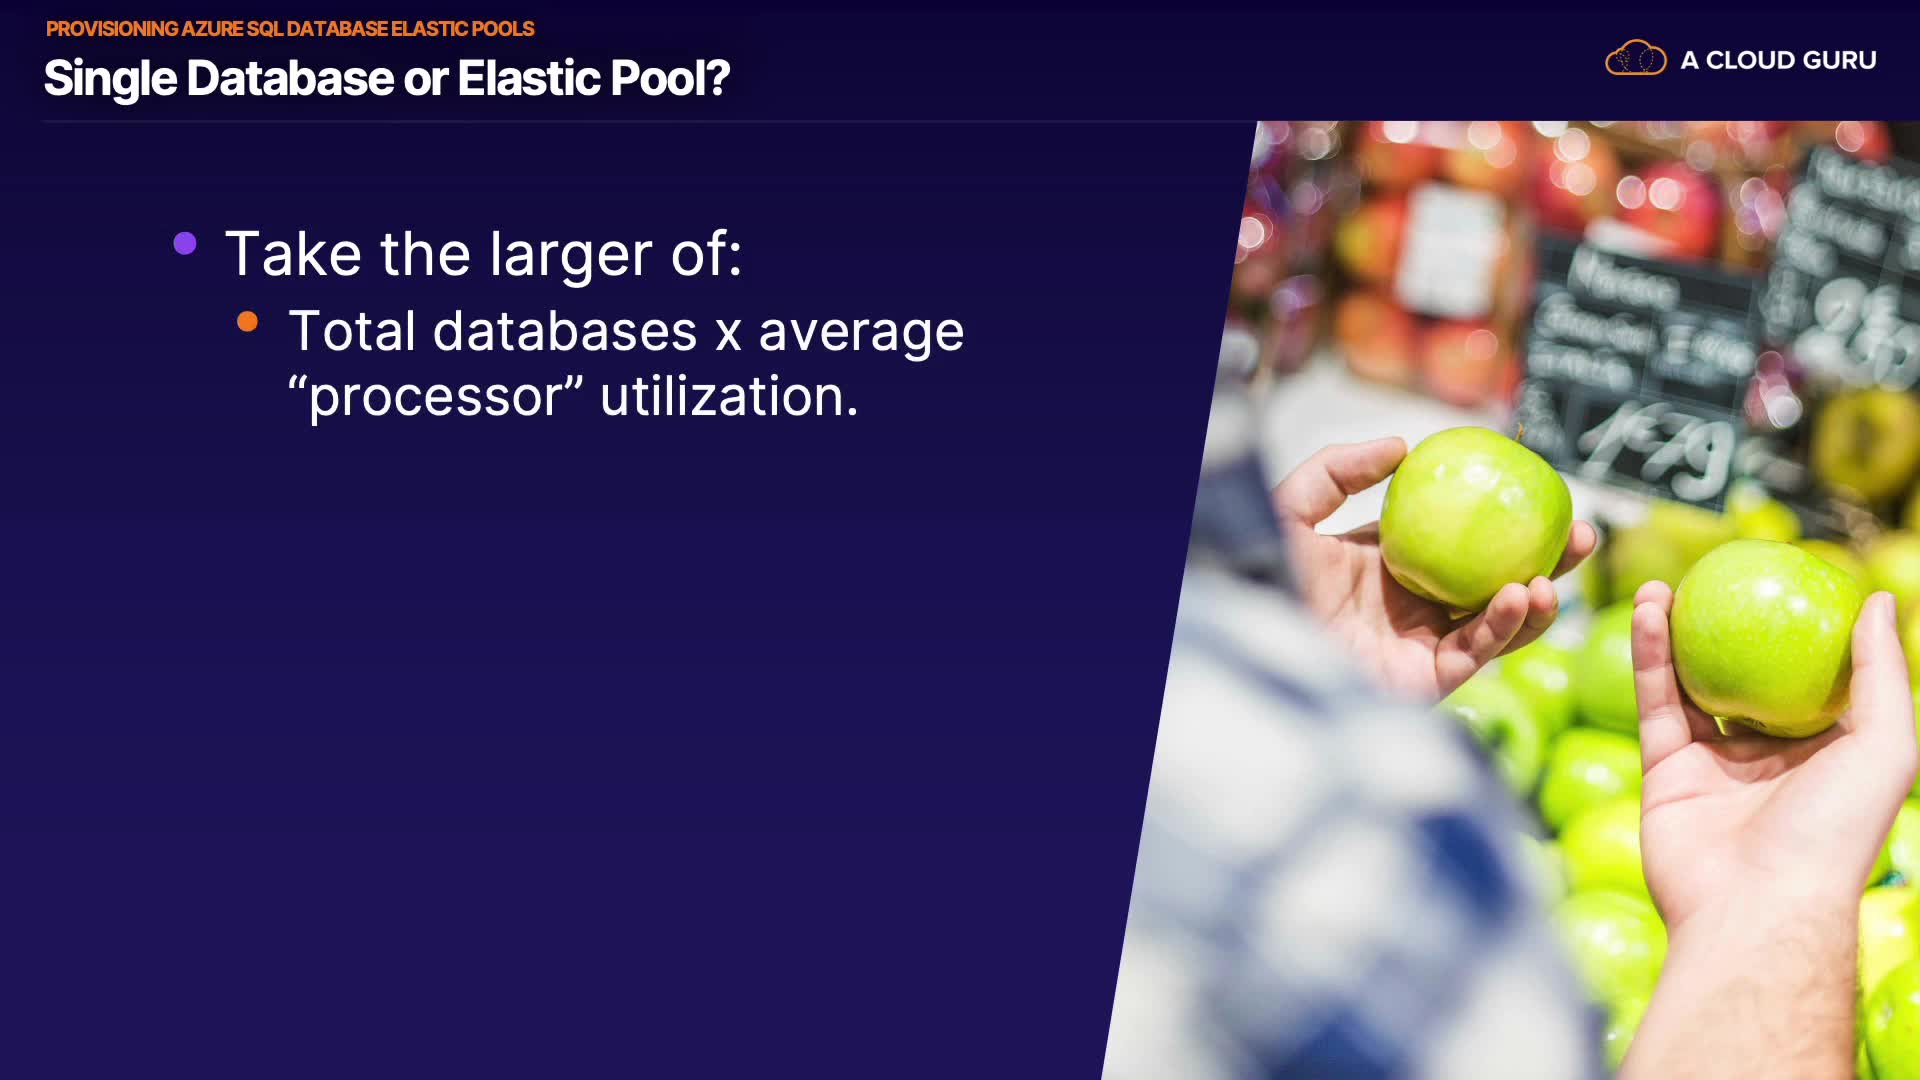 PROVISIONING AZURE SQL DATABASE ELASTIC POOLS
Single Database or Elastic Pool?
A CLOUD GURU
Take the larger of:
Total databases x average
“processor” utilization.